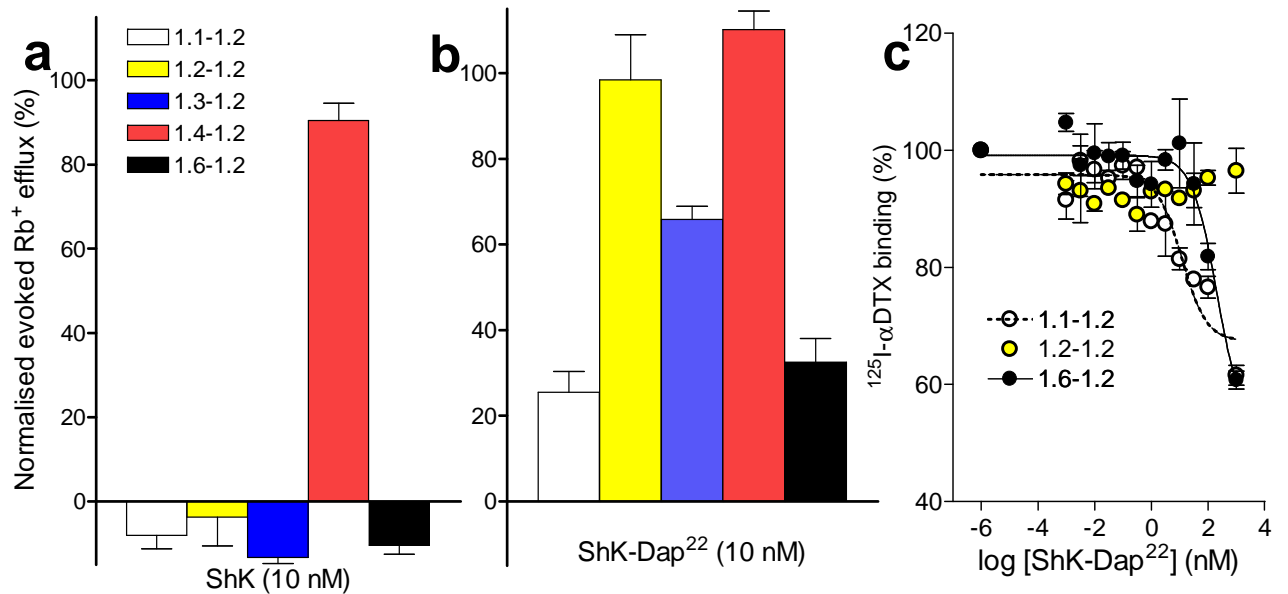 a
1.1-1.2
1.2-1.2
1.3-1.2
1.4-1.2
1.6-1.2
Normalised evoked Rb⁺ efflux (%)
100
80
60
40
20
0
ShK (10 nM)
b
100
80
60
40
20
0
ShK-Dap²² (10 nM)
c
¹²⁵I-αDTX binding (%)
120
100
80
60
40
1.1-1.2
1.2-1.2
1.6-1.2
-6 -4 -2 0 2 4
log [ShK-Dap²²] (nM)